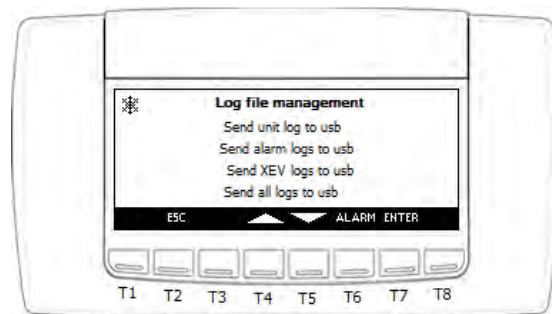 Log file management
Send unit log to usb
Send alarm logs to usb
Send XEV logs to usb
Send all logs to usb
ESC ALARM ENTER
T1 T2 T3 T4 T5 T6 T7 T8